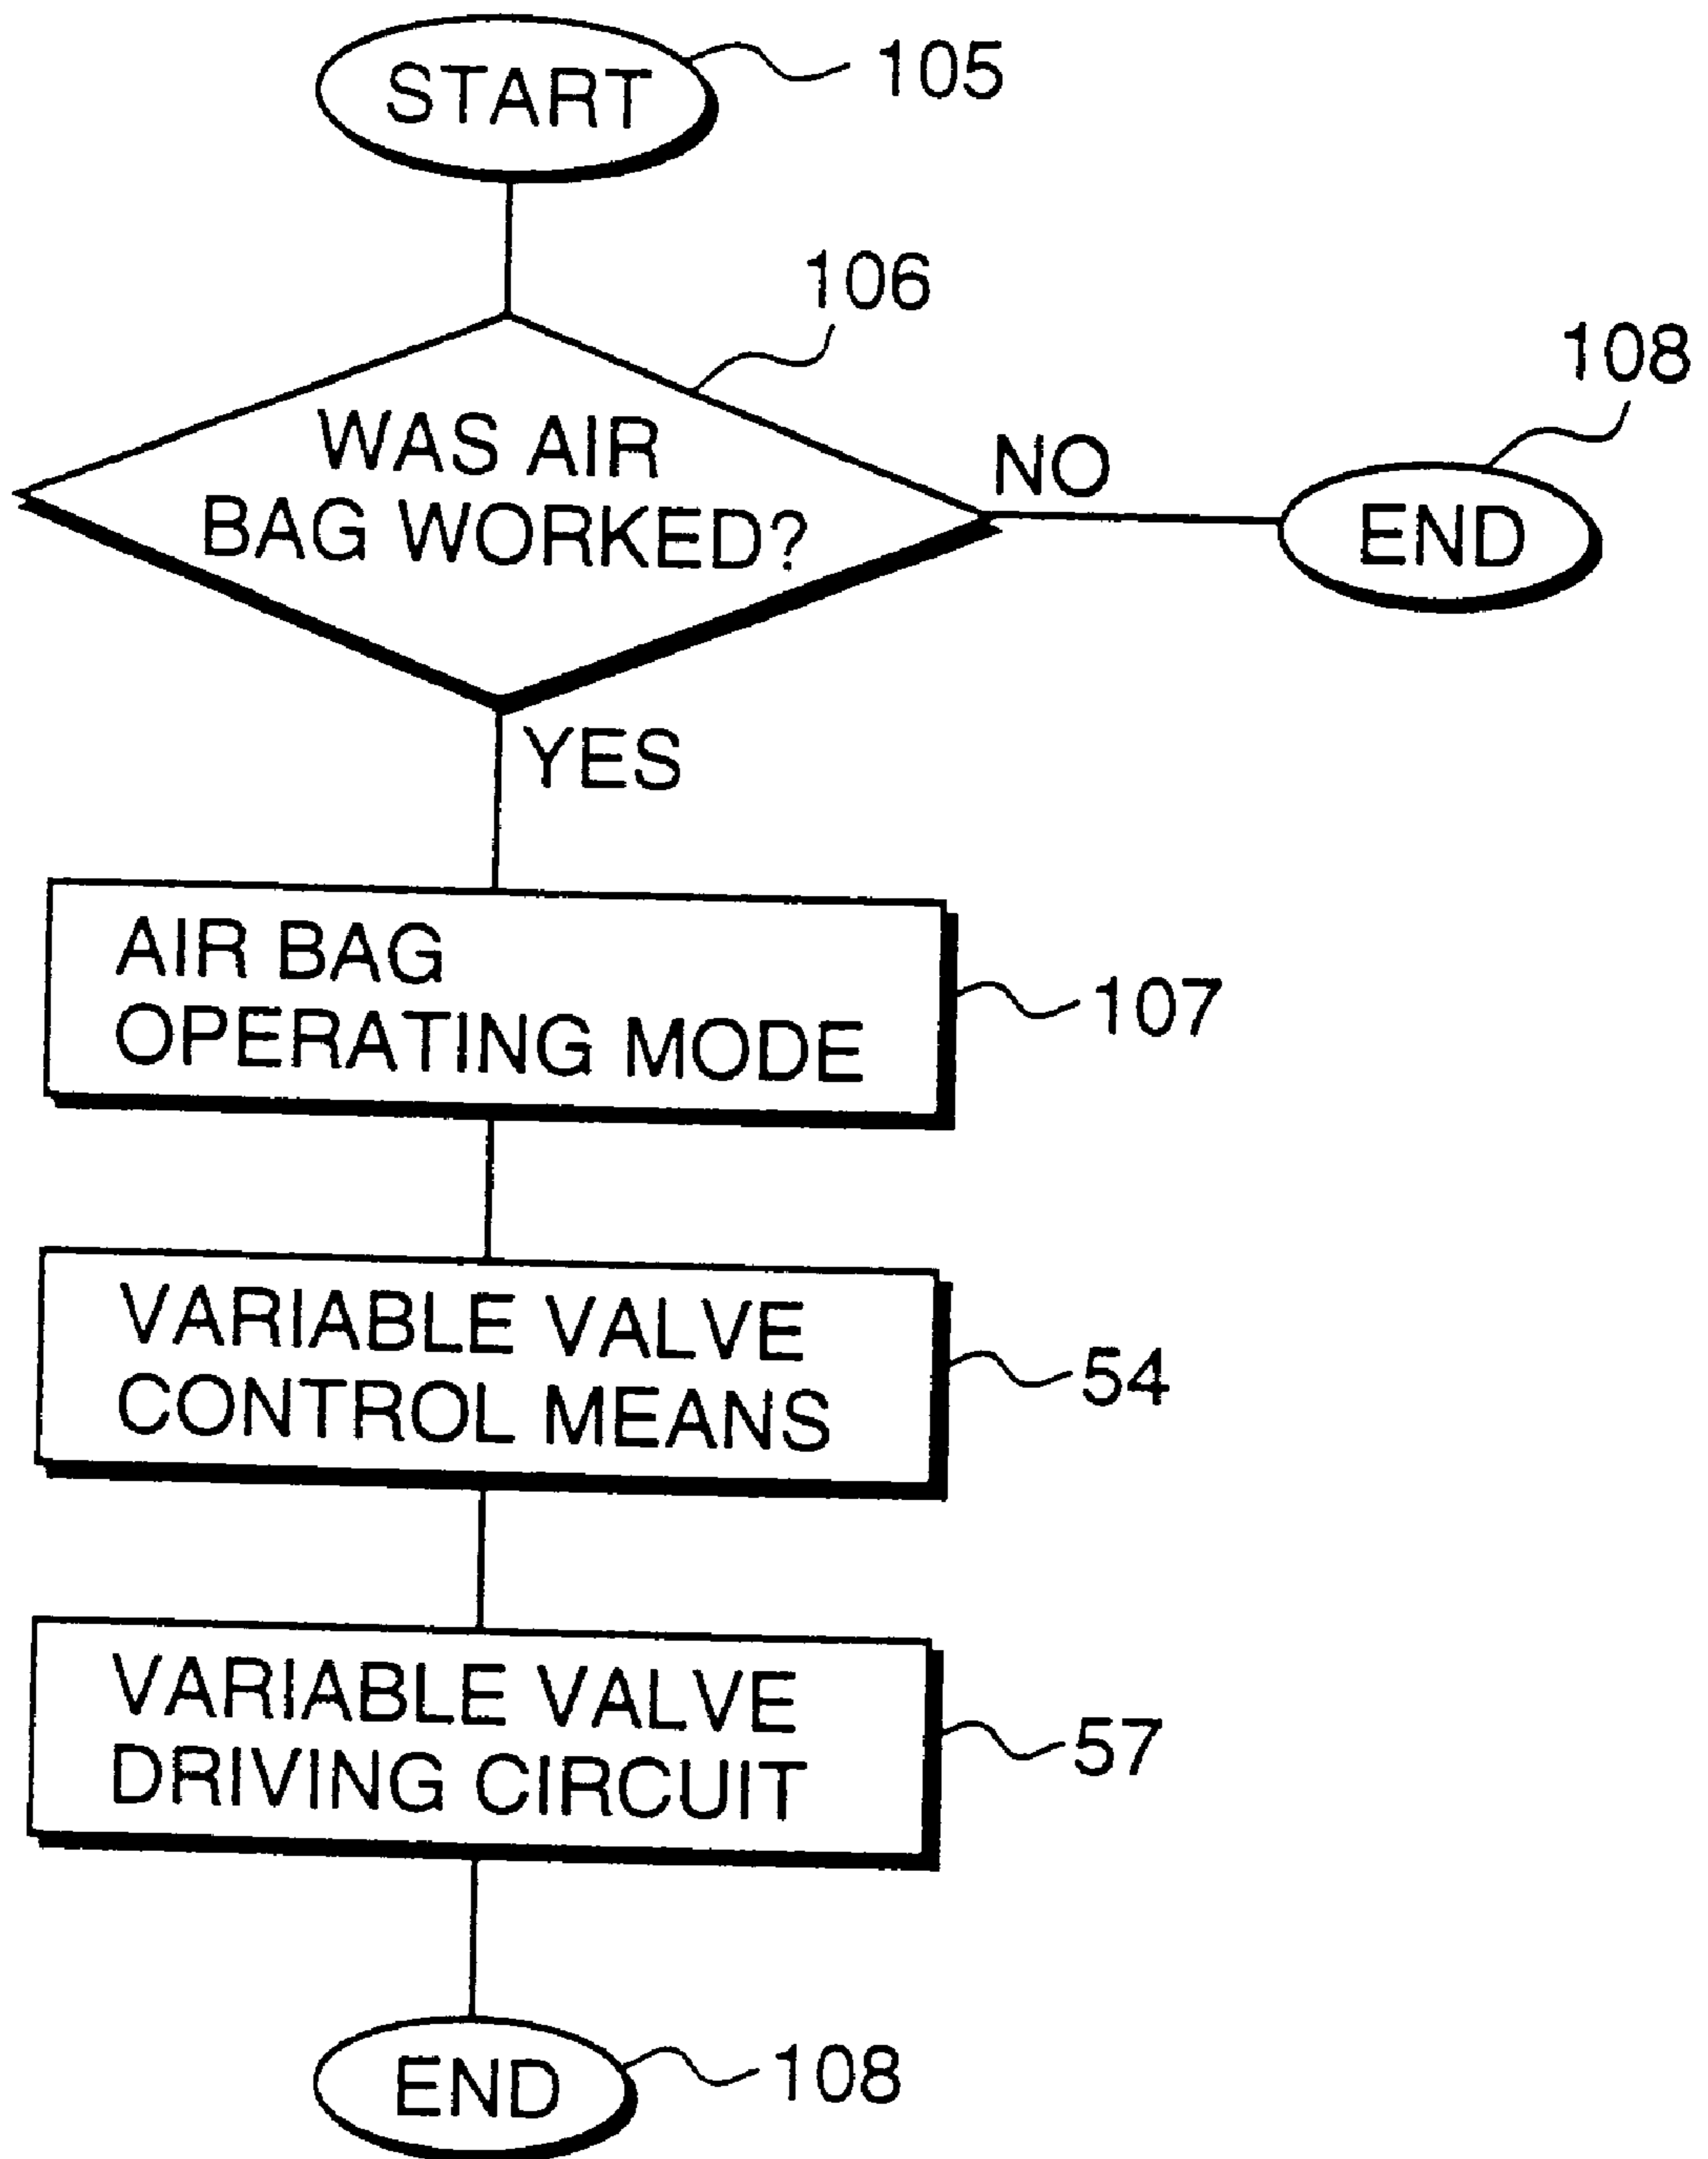 START
105
106
WAS AIR
BAG WORKED?
NO
108
END
YES
AIR BAG
OPERATING MODE
107
VARIABLE VALVE
CONTROL MEANS
54
VARIABLE VALVE
DRIVING CIRCUIT
57
END
108